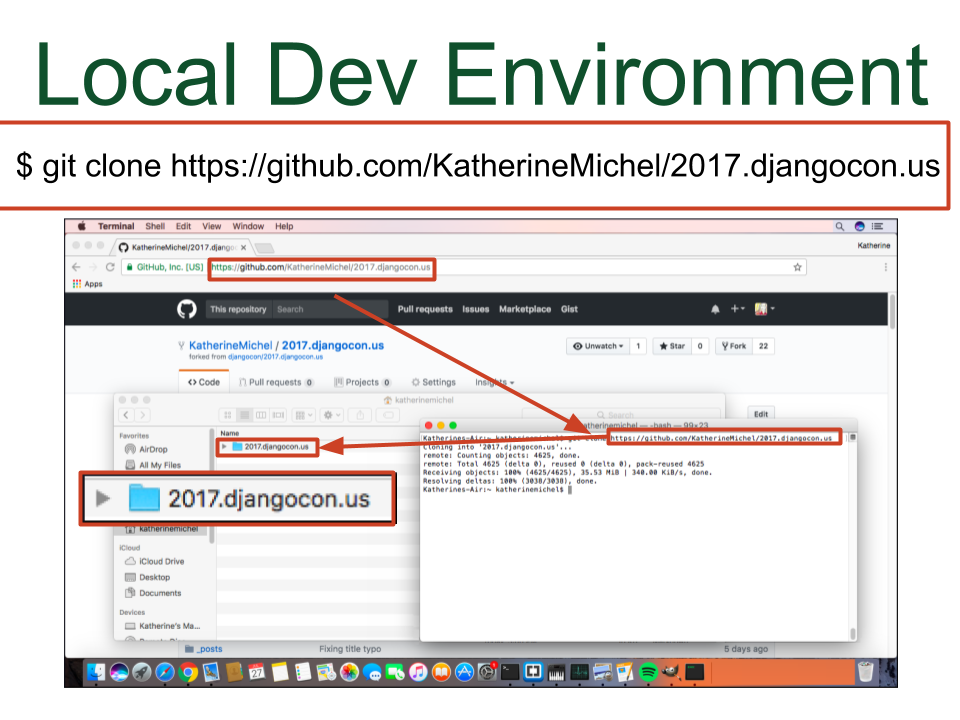 Local Dev Environment
$ git clone https://github.com/KatherineMichel/2017.djangocon.us
Terminal Shell Edit View Window Help
KatherineMichel/2017.djang
Katherine
GitHub, Inc. [US] https://github.com/KatherineMichel/2017.djangocon.us
Apps
This repository Search Pull requests Issues Marketplace Gist
KatherineMichel / 2017.djangocon.us
forked from djangocon/2017.djangocon.us
Unwatch 1 Star 0 Fork 22
Code Pull requests 0 Projects 0 Settings Insights
katherinemichel
Search
Edit
Favorites
AirDrop
All My Files
Name
2017.djangocon.us
2017.djangocon.us
katherinemichel
iCloud
iCloud Drive
Desktop
Documents
Devices
Katherine's Ma...
katherinemichel — -bash — 99×23
Katherines-Air:~ katherinemichel$ git clone https://github.com/KatherineMichel/2017.djangocon.us
Cloning into '2017.djangocon.us'...
remote: Counting objects: 4625, done.
remote: Total 4625 (delta 0), reused 0 (delta 0), pack-reused 4625
Receiving objects: 100% (4625/4625), 35.53 MiB | 340.00 KiB/s, done.
Resolving deltas: 100% (3038/3038), done.
Katherines-Air:~ katherinemichel$
_posts Fixing title typo 5 days ago
27